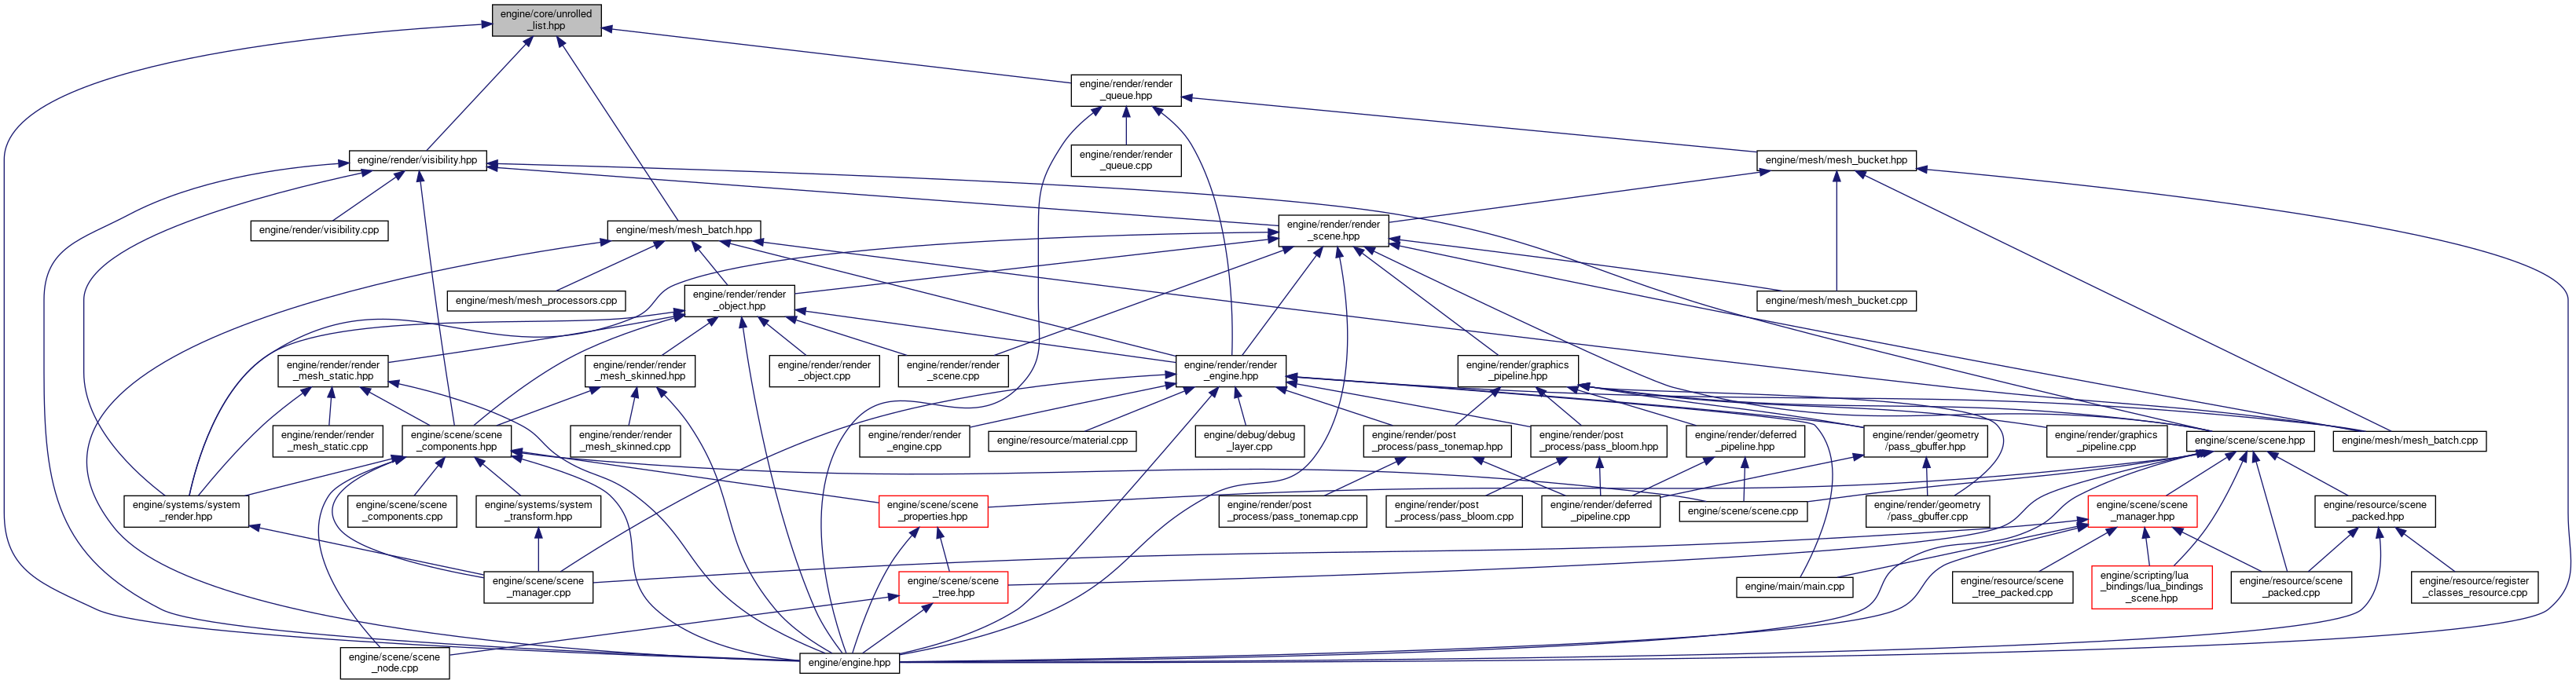 engine/core/unrolled
_list.hpp
engine/render/render
_queue.hpp
engine/render/render
_queue.cpp
engine/render/visibility.hpp
engine/mesh/mesh_bucket.hpp
engine/render/visibility.cpp
engine/mesh/mesh_batch.hpp
engine/render/render
_scene.hpp
engine/mesh/mesh_processors.cpp
engine/render/render
_object.hpp
engine/mesh/mesh_bucket.cpp
engine/render/render
_mesh_static.hpp
engine/render/render
_mesh_skinned.hpp
engine/render/render
_object.cpp
engine/render/render
_scene.cpp
engine/render/render
_engine.hpp
engine/render/graphics
_pipeline.hpp
engine/render/render
_mesh_static.cpp
engine/scene/scene
_components.hpp
engine/render/render
_mesh_skinned.cpp
engine/render/render
_engine.cpp
engine/resource/material.cpp
engine/debug/debug
_layer.cpp
engine/render/post
_process/pass_tonemap.hpp
engine/render/post
_process/pass_bloom.hpp
engine/render/deferred
_pipeline.hpp
engine/render/geometry
/pass_gbuffer.hpp
engine/render/graphics
_pipeline.cpp
engine/scene/scene.hpp
engine/mesh/mesh_batch.cpp
engine/systems/system
_render.hpp
engine/scene/scene
_components.cpp
engine/systems/system
_transform.hpp
engine/scene/scene
_properties.hpp
engine/render/post
_process/pass_tonemap.cpp
engine/render/post
_process/pass_bloom.cpp
engine/render/deferred
_pipeline.cpp
engine/scene/scene.cpp
engine/render/geometry
/pass_gbuffer.cpp
engine/scene/scene
_manager.hpp
engine/resource/scene
_packed.hpp
engine/scene/scene
_manager.cpp
engine/scene/scene
_tree.hpp
engine/main/main.cpp
engine/resource/scene
_tree_packed.cpp
engine/scripting/lua
_bindings/lua_bindings
_scene.hpp
engine/resource/scene
_packed.cpp
engine/resource/register
_classes_resource.cpp
engine/scene/scene
_node.cpp
engine/engine.hpp